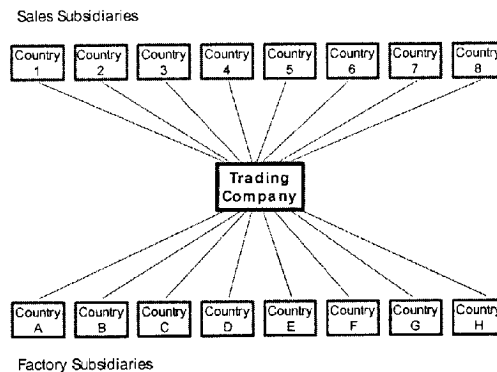 Sales Subsidiaries
Country Country Country Country Country Country Country Country
1 2 3 4 5 6 7 8
Trading
Company
Country Country Country Country Country Country Country Country
A B C D E F G H
Factory Subsidiaries